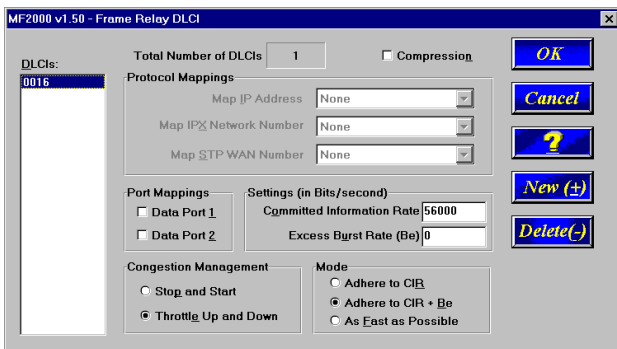 MF2000 v1.50 - Frame Relay DLCI
DLCIs:
0016
Total Number of DLCIs 1
Compression
Protocol Mappings
Map IP Address None
Map IPX Network Number None
Map STP WAN Number None
Port Mappings
Data Port 1
Data Port 2
Settings (in Bits/second)
Committed Information Rate 56000
Excess Burst Rate (Be) 0
Congestion Management
Stop and Start
Throttle Up and Down
Mode
Adhere to CIR
Adhere to CIR + Be
As Fast as Possible
OK
Cancel
?
New (+)
Delete(-)